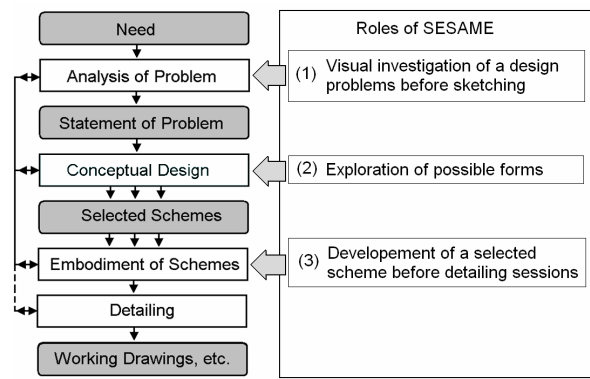 Need
Analysis of Problem
Statement of Problem
Conceptual Design
Selected Schemes
Embodiment of Schemes
Detailing
Working Drawings, etc.
Roles of SESAME
(1) Visual investigation of a design
problems before sketching
(2) Exploration of possible forms
(3) Developement of a selected
scheme before detailing sessions